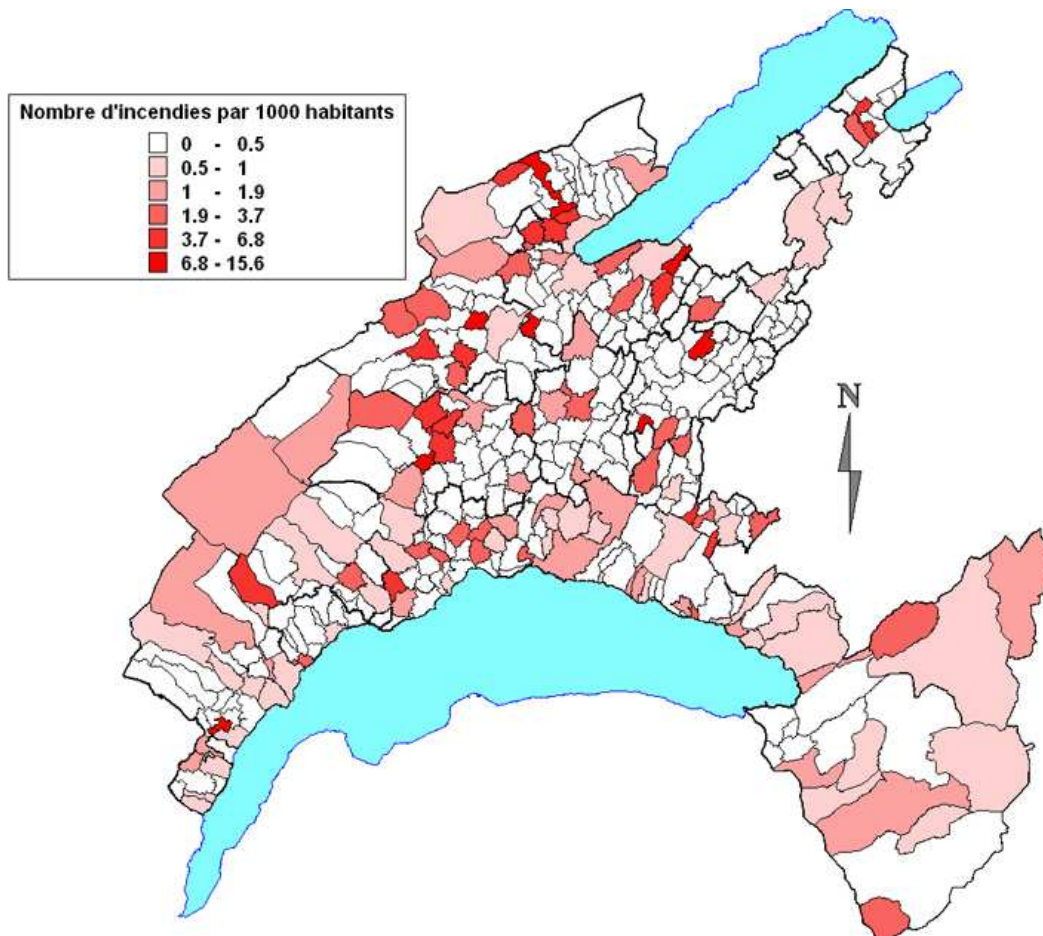 Nombre d'incendies par 1000 habitants
0 - 0.5
0.5 - 1
1 - 1.9
1.9 - 3.7
3.7 - 6.8
6.8 - 15.6
N